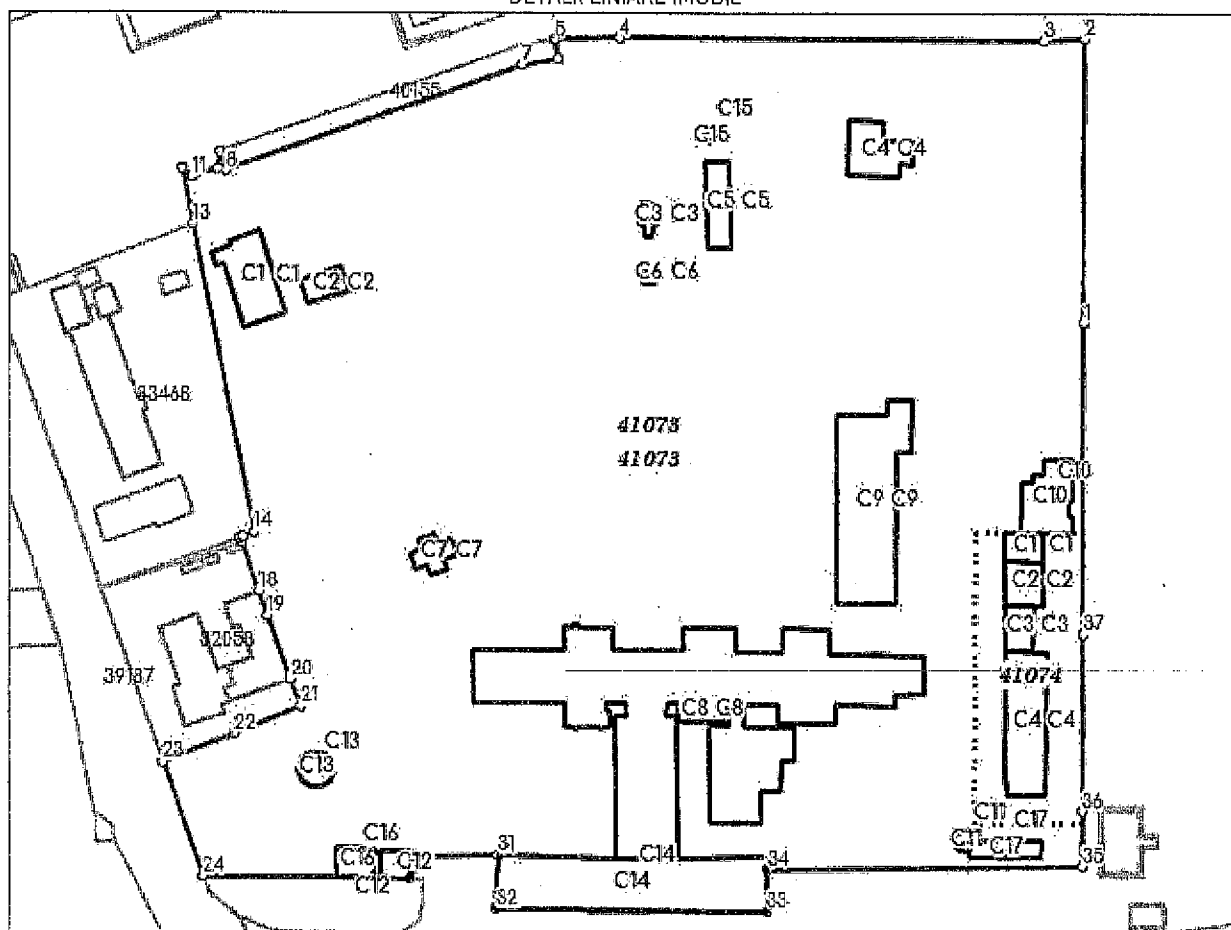 DETALII LINIARE IMOBIL
5 4 3 2
7
40155
C15
C15
11 8
C4 C4
C5 C5
13
C3 C3
C6 C6
C1 C1 C2 C2
1
41073
41073
C10
C9 C9 C10
14
C7 C7
C1 C1
18
C2 C2
19
C3 C3 37
39187
20
41074
21
C8 C8
C4 C4
22
C13
23
C13
36
C11 C17
C16
C11 C17
31
C16 C12 C14 34 35
24
C12 C14
32 33